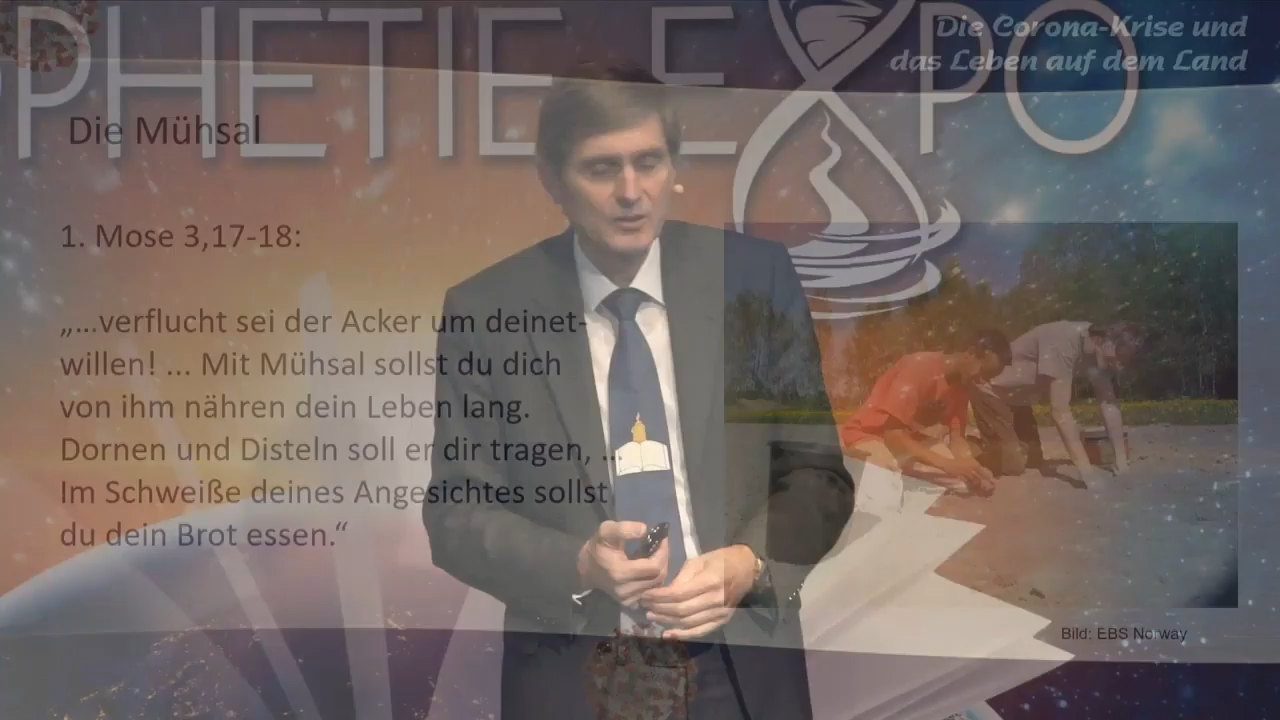 PHETIE EXPO
Die Corona-Krise und
das Leben auf dem Land
Die Mühsal
1. Mose 3,17-18:
„...verflucht sei der Acker um deinet-
willen! ... Mit Mühsal sollst du dich
von ihm nähren dein Leben lang.
Dornen und Disteln soll er dir tragen, ...
Im Schweiße deines Angesichtes sollst
du dein Brot essen.“
Bild: EBS Norway